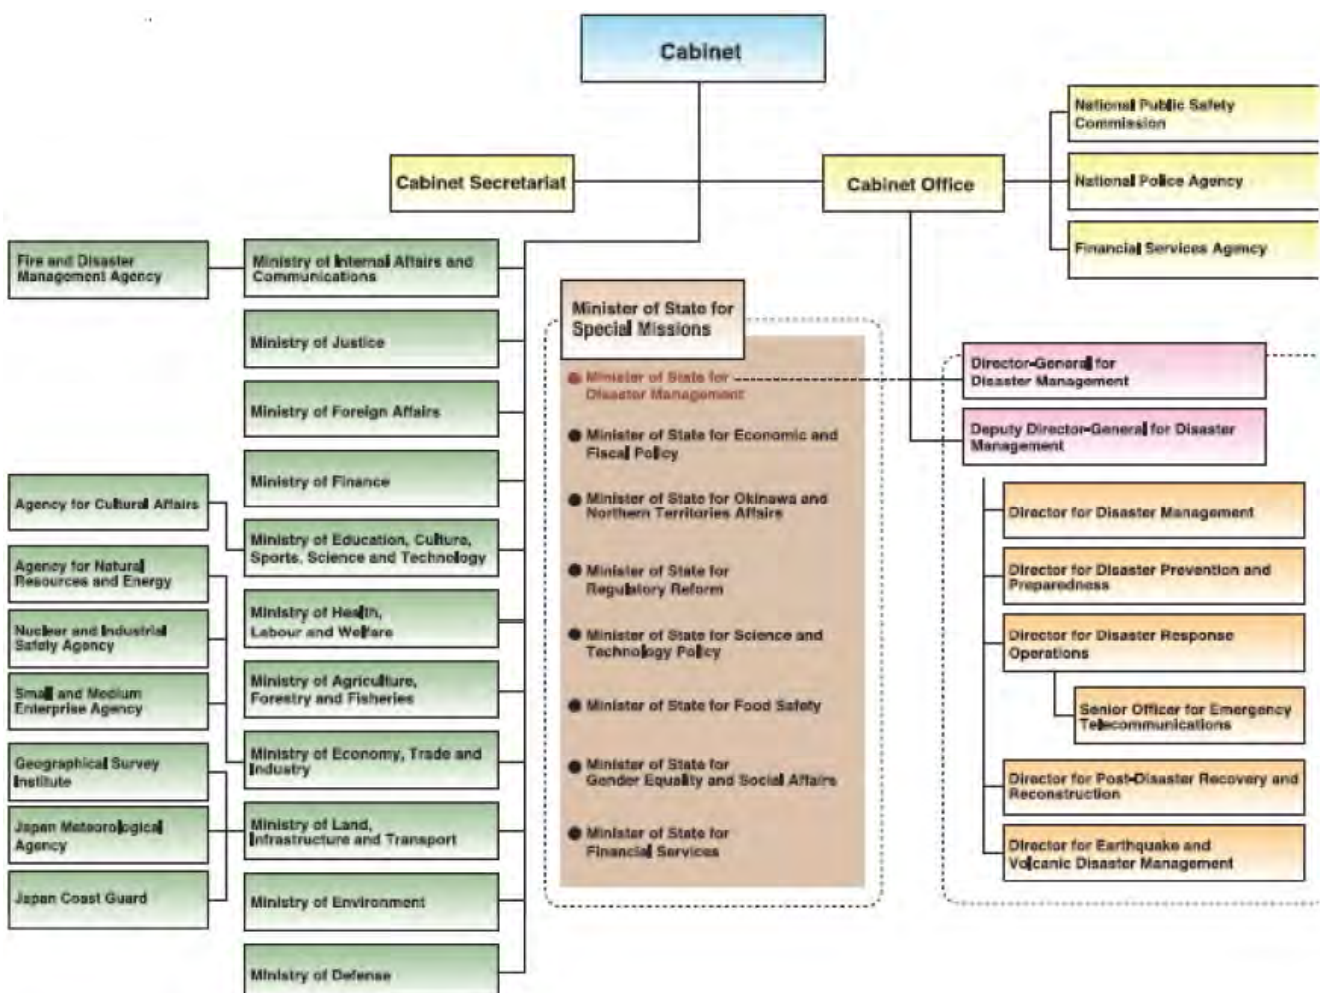 Cabinet
Cabinet Secretariat
Cabinet Office
National Public Safety
Commission
National Police Agency
Financial Services Agency
Fire and Disaster
Management Agency
Ministry of Internal Affairs and
Communications
Ministry of Justice
Ministry of Foreign Affairs
Ministry of Finance
Agency for Cultural Affairs
Ministry of Education, Culture,
Sports, Science and Technology
Agency for Natural
Resources and Energy
Nuclear and Industrial
Safety Agency
Small and Medium
Enterprise Agency
Ministry of Health,
Labour and Welfare
Ministry of Agriculture,
Forestry and Fisheries
Ministry of Economy, Trade and
Industry
Geographical Survey
Institute
Japan Meteorological
Agency
Japan Coast Guard
Ministry of Land,
Infrastructure and Transport
Ministry of Environment
Ministry of Defense
Minister of State for
Special Missions
Minister of State for
Disaster Management
Minister of State for Economic and
Fiscal Policy
Minister of State for Okinawa and
Northern Territories Affairs
Minister of State for
Regulatory Reform
Minister of State for Science and
Technology Policy
Minister of State for Food Safety
Minister of State for
Gender Equality and Social Affairs
Minister of State for
Financial Services
Director-General for
Disaster Management
Deputy Director-General for Disaster
Management
Director for Disaster Management
Director for Disaster Prevention and
Preparedness
Director for Disaster Response
Operations
Senior Officer for Emergency
Telecommunications
Director for Post-Disaster Recovery and
Reconstruction
Director for Earthquake and
Volcanic Disaster Management